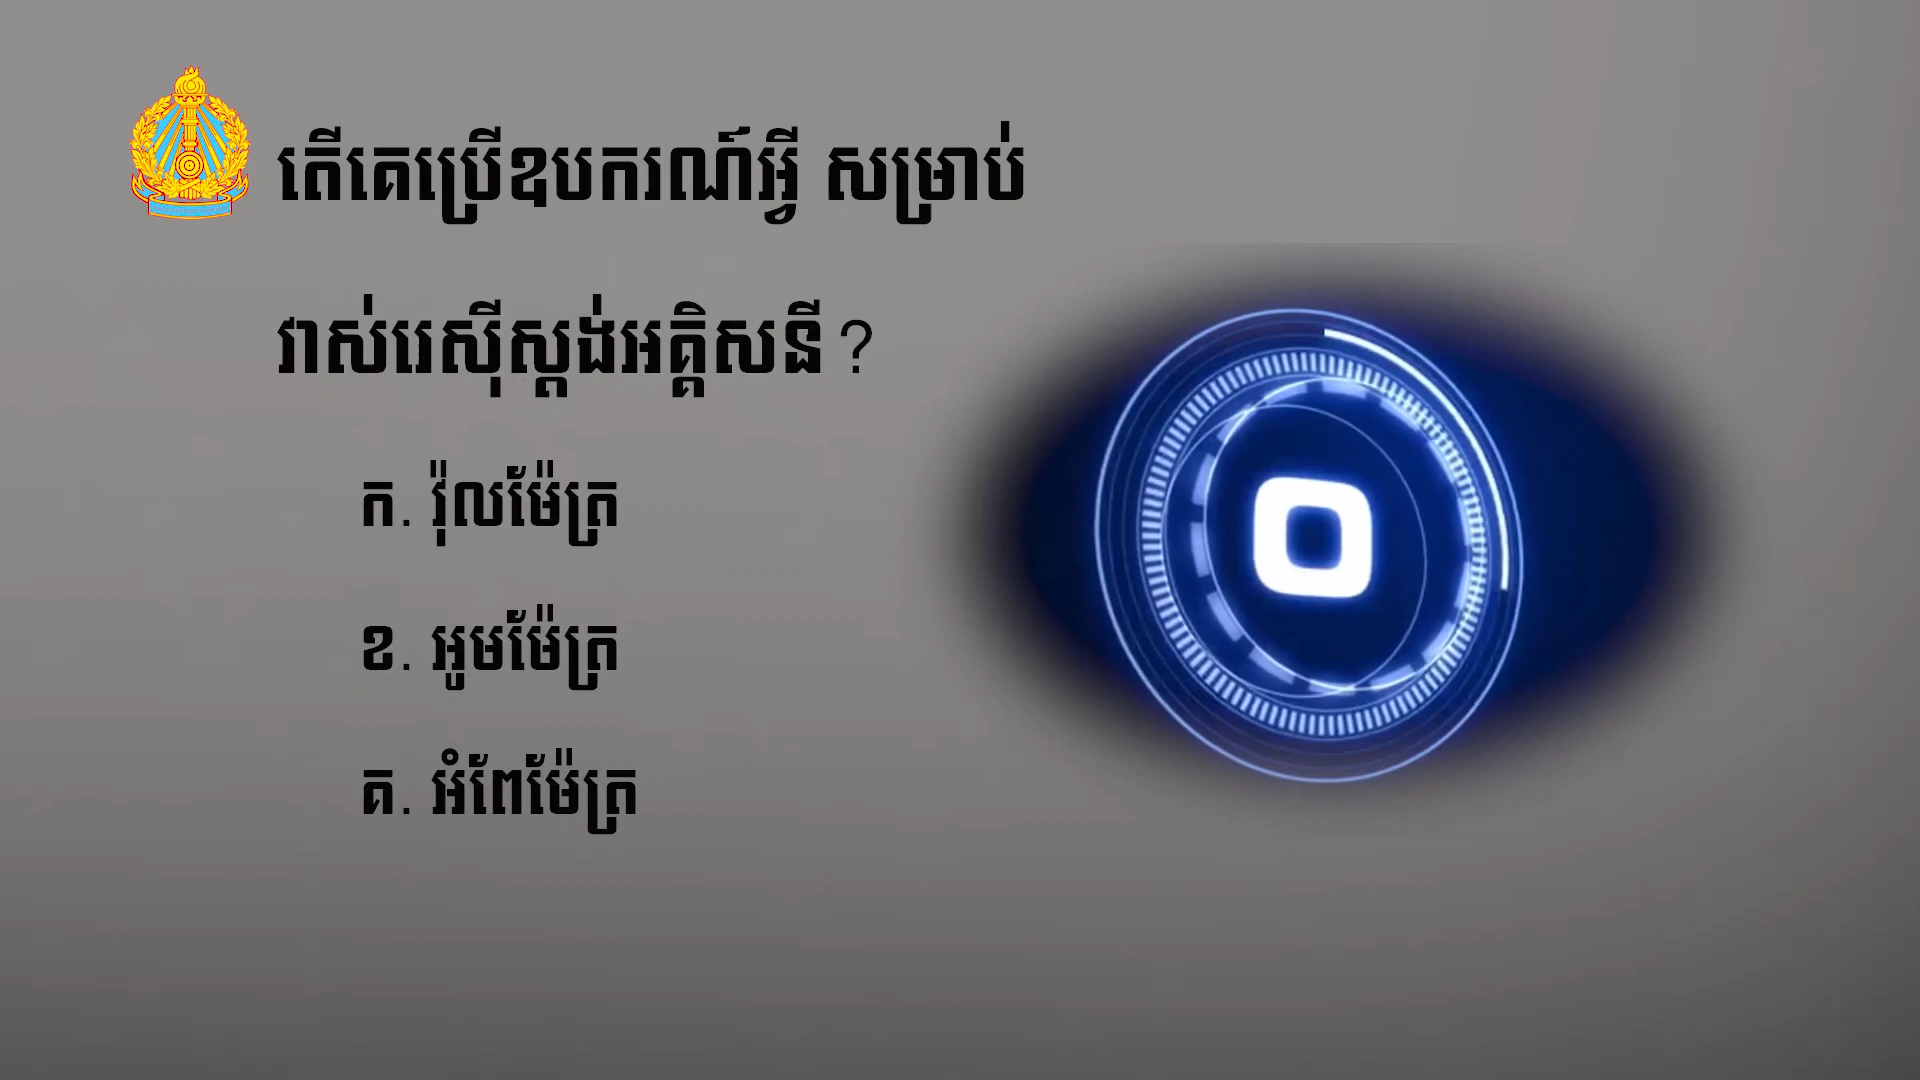 តើគេប្រើឧបករណ៍អ្វី សម្រាប់
វាស់រេស៊ីស្តង់អគ្គិសនី ?
ក. វ៉ុលម៉ែត្រ
ខ. អូមម៉ែត្រ
គ. អំពែម៉ែត្រ
0